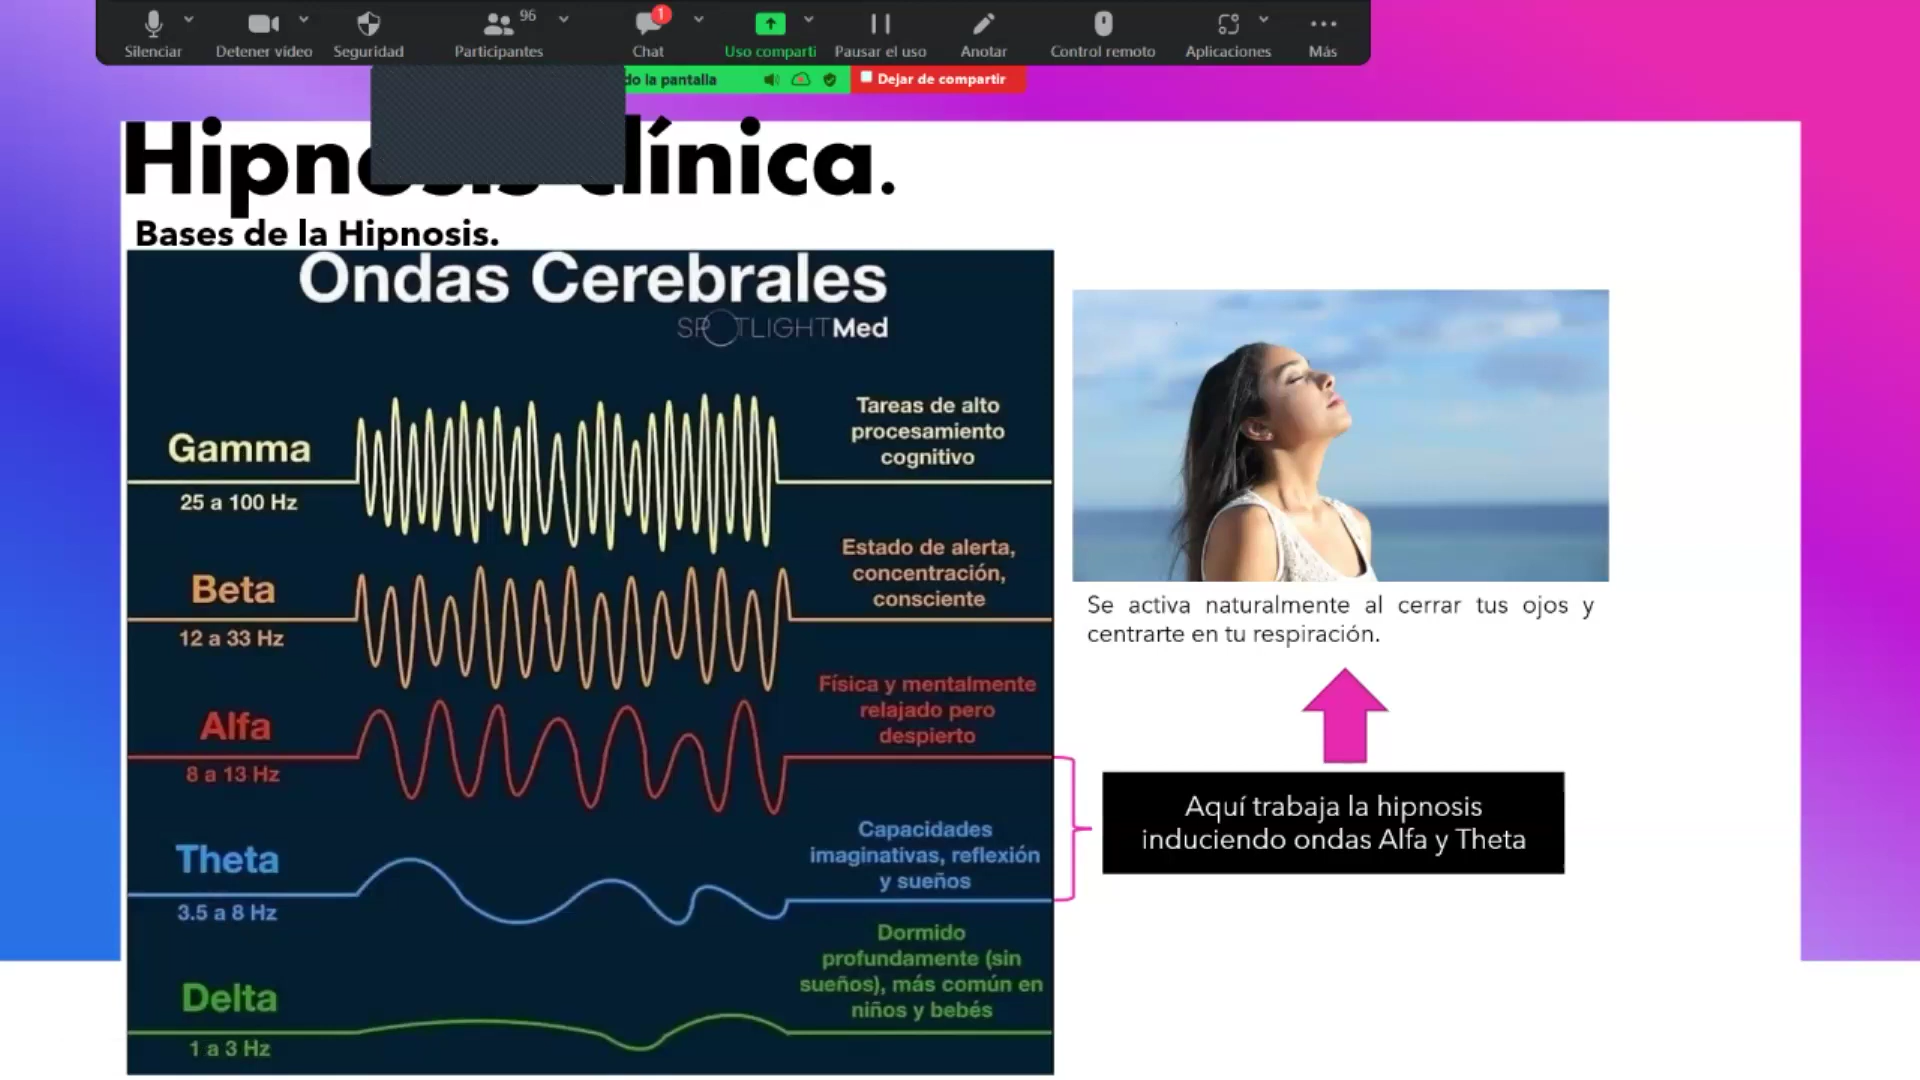 96
1
Silenciar
Detener vídeo
Seguridad
Participantes
Chat
Uso comparti
Pausar el uso
Anotar
Control remoto
Aplicaciones
Más
do la pantalla
Dejar de compartir
clínica.
Bases de la Hipnosis.
Ondas Cerebrales
SPOTLIGHTMed
Gamma
25 a 100 Hz
Tareas de alto
procesamiento
cognitivo
Beta
12 a 33 Hz
Estado de alerta,
concentración,
consciente
Alfa
8 a 13 Hz
Física y mentalmente
relajado pero
despierto
Theta
3.5 a 8 Hz
Capacidades
imaginativas, reflexión
y sueños
Delta
1 a 3 Hz
Dormido
profundamente (sin
sueños), más común en
niños y bebés
Se activa naturalmente al cerrar tus ojos y
centrarte en tu respiración.
Aquí trabaja la hipnosis
induciendo ondas Alfa y Theta